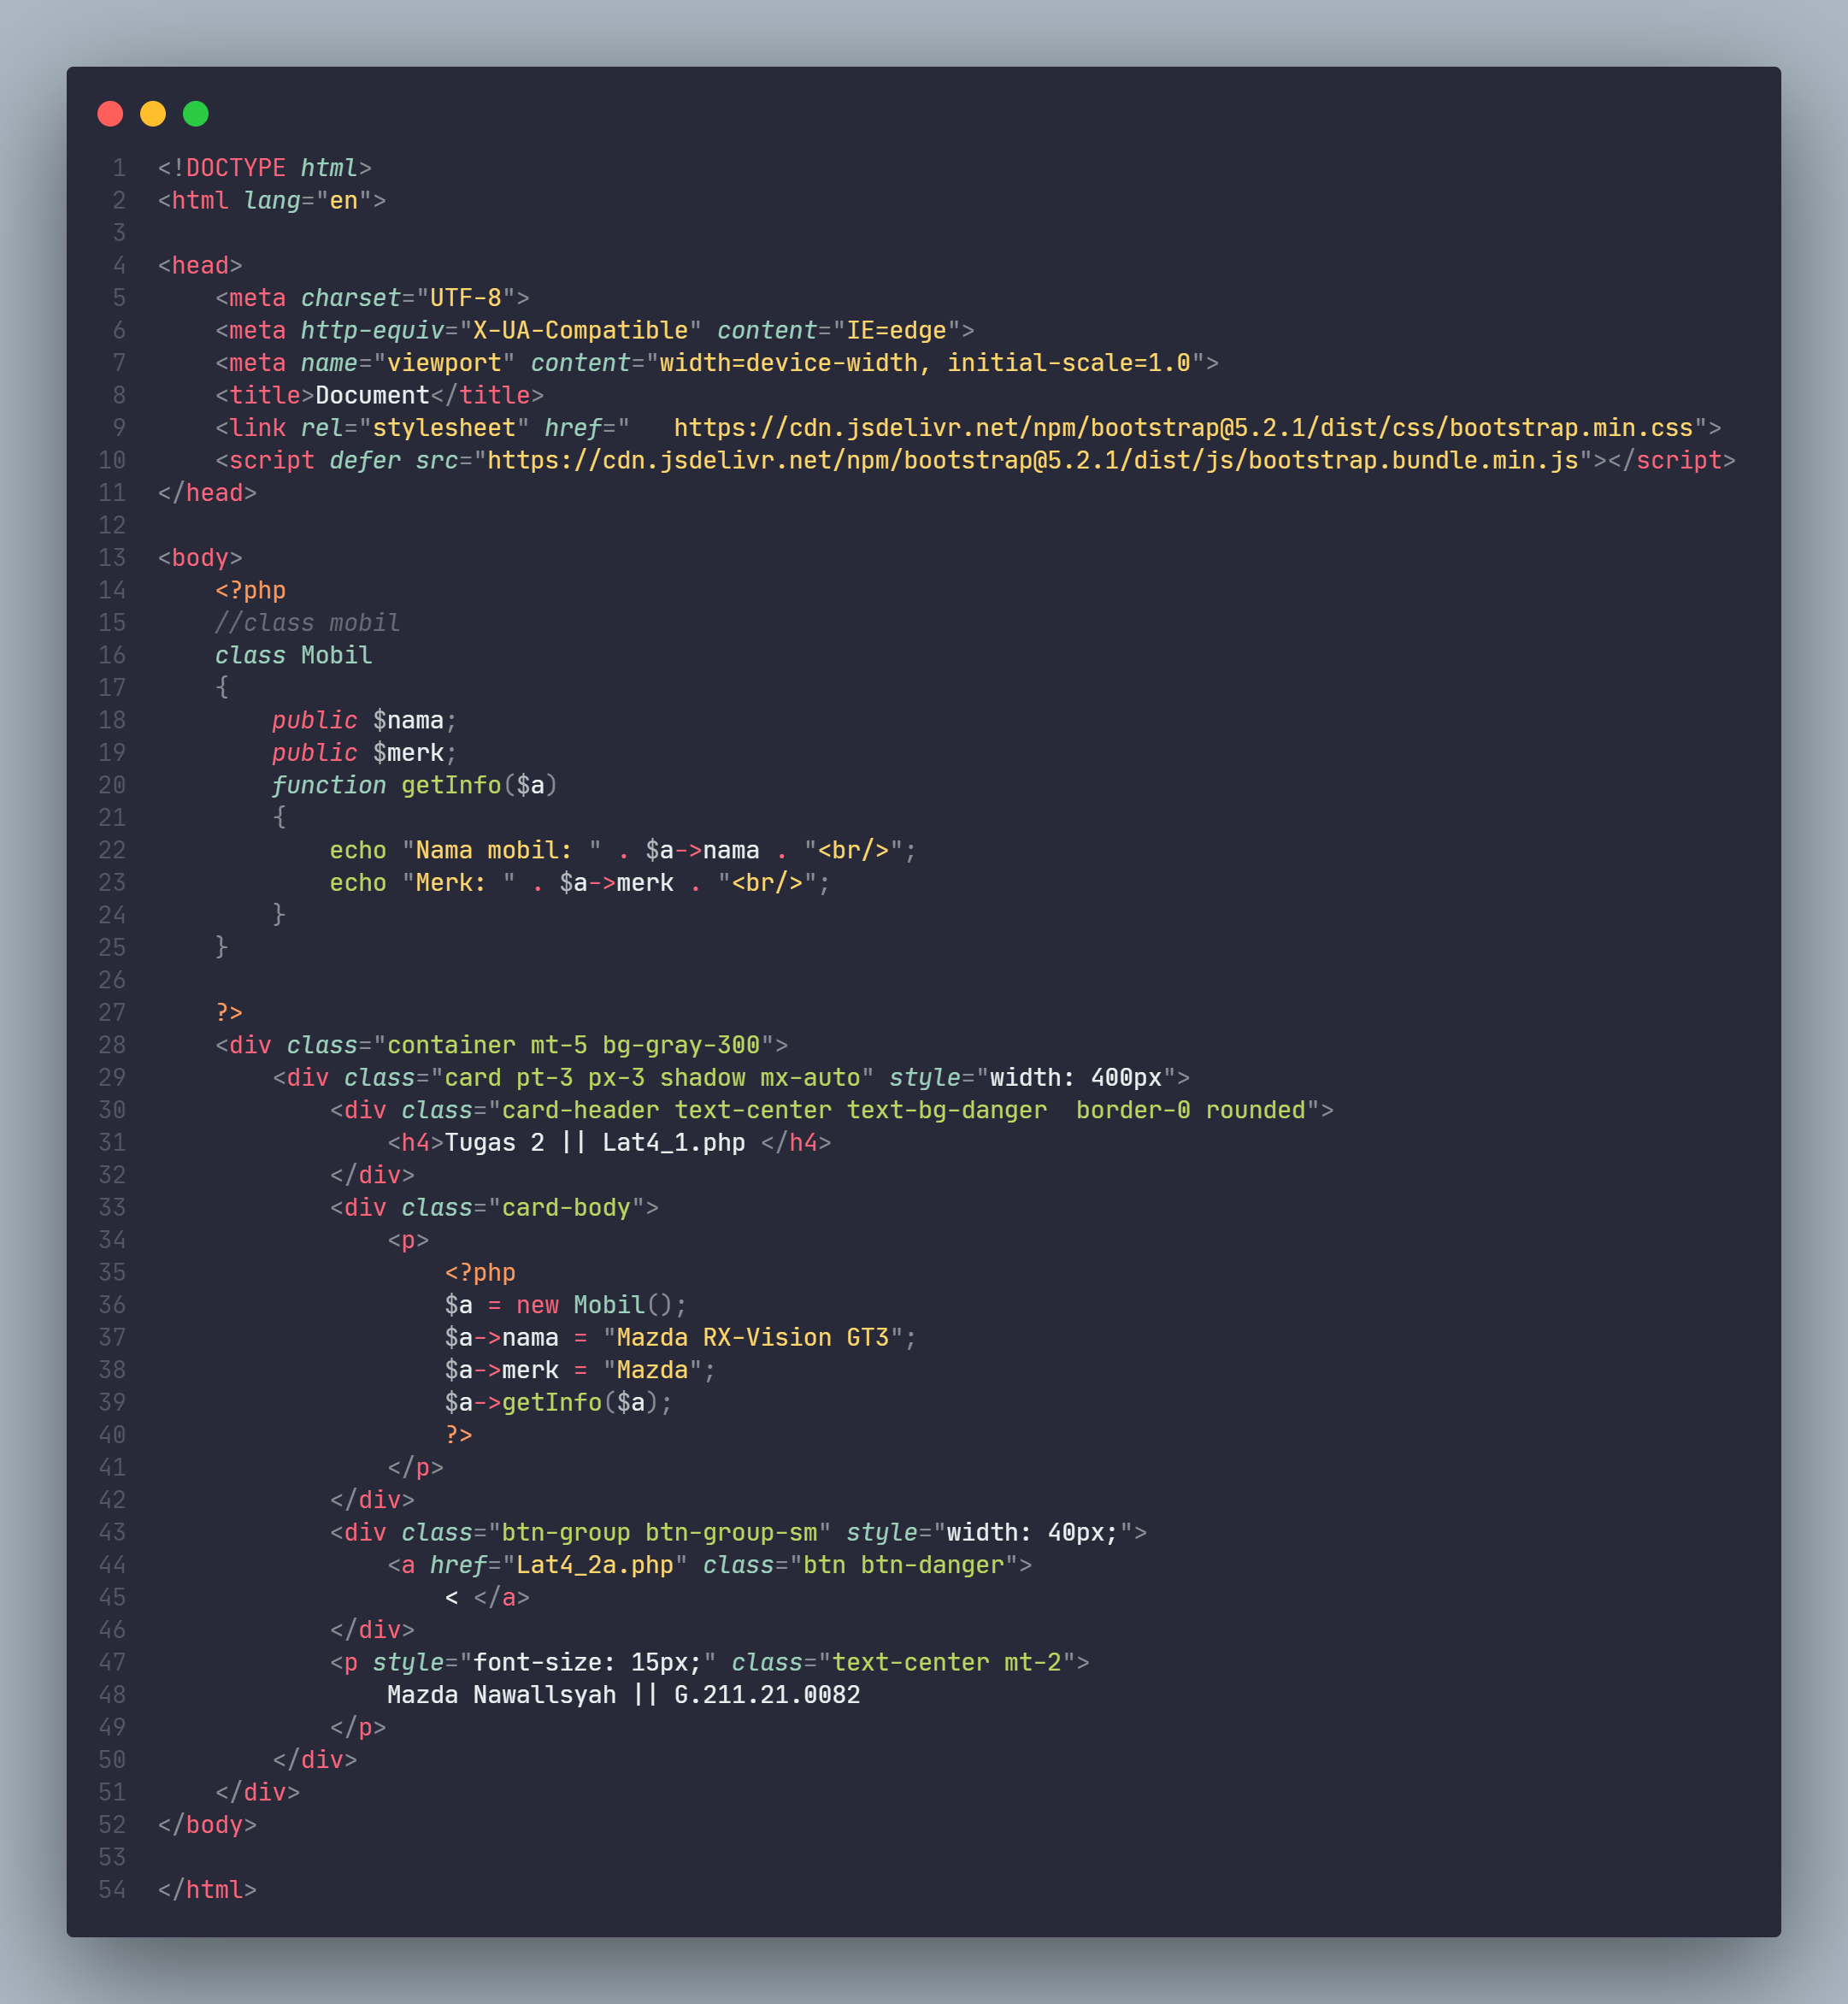 1 <!DOCTYPE html>
2 <html lang="en">
3
4 <head>
5     <meta charset="UTF-8">
6     <meta http-equiv="X-UA-Compatible" content="IE=edge">
7     <meta name="viewport" content="width=device-width, initial-scale=1.0">
8     <title>Document</title>
9     <link rel="stylesheet" href="   https://cdn.jsdelivr.net/npm/bootstrap@5.2.1/dist/css/bootstrap.min.css">
10     <script defer src="https://cdn.jsdelivr.net/npm/bootstrap@5.2.1/dist/js/bootstrap.bundle.min.js"></script>
11 </head>
12
13 <body>
14     <?php
15     //class mobil
16     class Mobil
17     {
18         public $nama;
19         public $merk;
20         function getInfo($a)
21         {
22             echo "Nama mobil: " . $a->nama . "<br/>";
23             echo "Merk: " . $a->merk . "<br/>";
24         }
25     }
26
27     ?>
28     <div class="container mt-5 bg-gray-300">
29         <div class="card pt-3 px-3 shadow mx-auto" style="width: 400px">
30             <div class="card-header text-center text-bg-danger  border-0 rounded">
31                 <h4>Tugas 2 || Lat4_1.php </h4>
32             </div>
33             <div class="card-body">
34                 <p>
35                     <?php
36                     $a = new Mobil();
37                     $a->nama = "Mazda RX-Vision GT3";
38                     $a->merk = "Mazda";
39                     $a->getInfo($a);
40                     ?>
41                 </p>
42             </div>
43             <div class="btn-group btn-group-sm" style="width: 40px;">
44                 <a href="Lat4_2a.php" class="btn btn-danger">
45                     < </a>
46             </div>
47             <p style="font-size: 15px;" class="text-center mt-2">
48                 Mazda Nawallsyah || G.211.21.0082
49             </p>
50         </div>
51     </div>
52 </body>
53
54 </html>